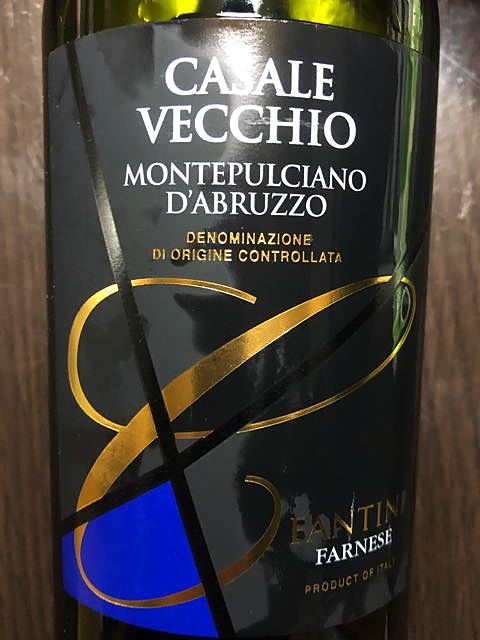 CASALE
VECCHIO
MONTEPULCIANO
D'ABRUZZO
DENOMINAZIONE
DI ORIGINE CONTROLLATA
FANTINI
FARNESE
PRODUCT OF ITALY